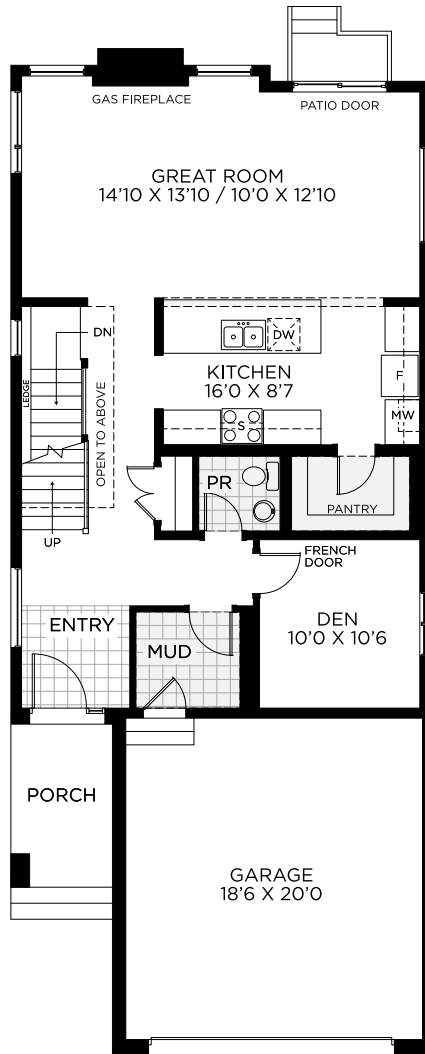 GAS FIREPLACE
PATIO DOOR
GREAT ROOM
14'10 X 13'10 / 10'0 X 12'10
DN
DW
LEDGE
OPEN TO ABOVE
KITCHEN
16'0 X 8'7
F
MW
S
PR
PANTRY
UP
FRENCH
DOOR
ENTRY
MUD
DEN
10'0 X 10'6
PORCH
GARAGE
18'6 X 20'0